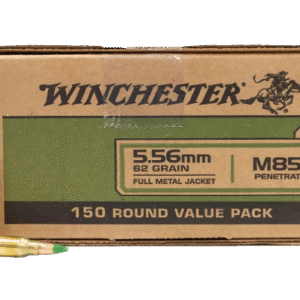 WINCHESTER
5.56mm
62 GRAIN
FULL METAL JACKET
M85
PENETRAT
150 ROUND VALUE PACK